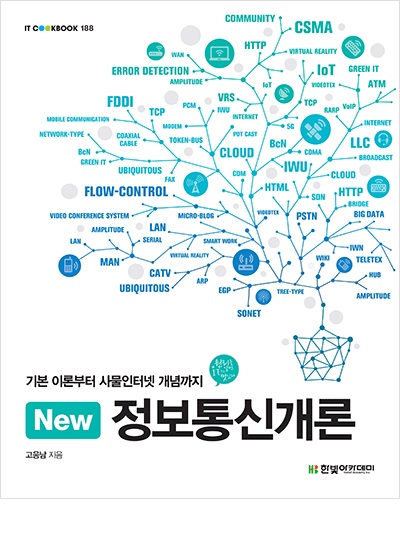 IT COOKBOOK 188
COMMUNITY
CSMA
HTTP
WAN
VIRTUAL REALITY
ERROR DETECTION
IoT
GREEN IT
AMPLITUDE
IoT
VIDEOTEX
ATM
FDDI
VRS
TCP
TCP
PCM
IWU
RARP
VoIP
MOBILE COMMUNICATION
INTERNET
MODEM
5G
INTERNET
NETWORK-TYPE
COAXIAL
CABLE
TOKEN-BUS
POT CAST
LLC
BcN
CLOUD
BcN
CDMA
BROADCAST
GREEN IT
UBIQUITOUS
COM
IWU
CLOUD
FAX
FLOW-CONTROL
HTML
SDN
HTTP
BRIDGE
VIDEO CONFERENCE SYSTEM
MICRO-BLOG
VIDEOTEX
PSTN
BIG DATA
AMPLITUDE
LAN
LAN
SERIAL
SMART WORK
IWN
VIRTUAL REALITY
WIKI
TELETEX
MAN
CATV
ARP
HUB
UBIQUITOUS
EGP
TREE-TYPE
AMPLITUDE
SONET
기본 이론부터 사물인터넷 개념까지
New 정보통신개론
고응남 지음
한빛아카데미